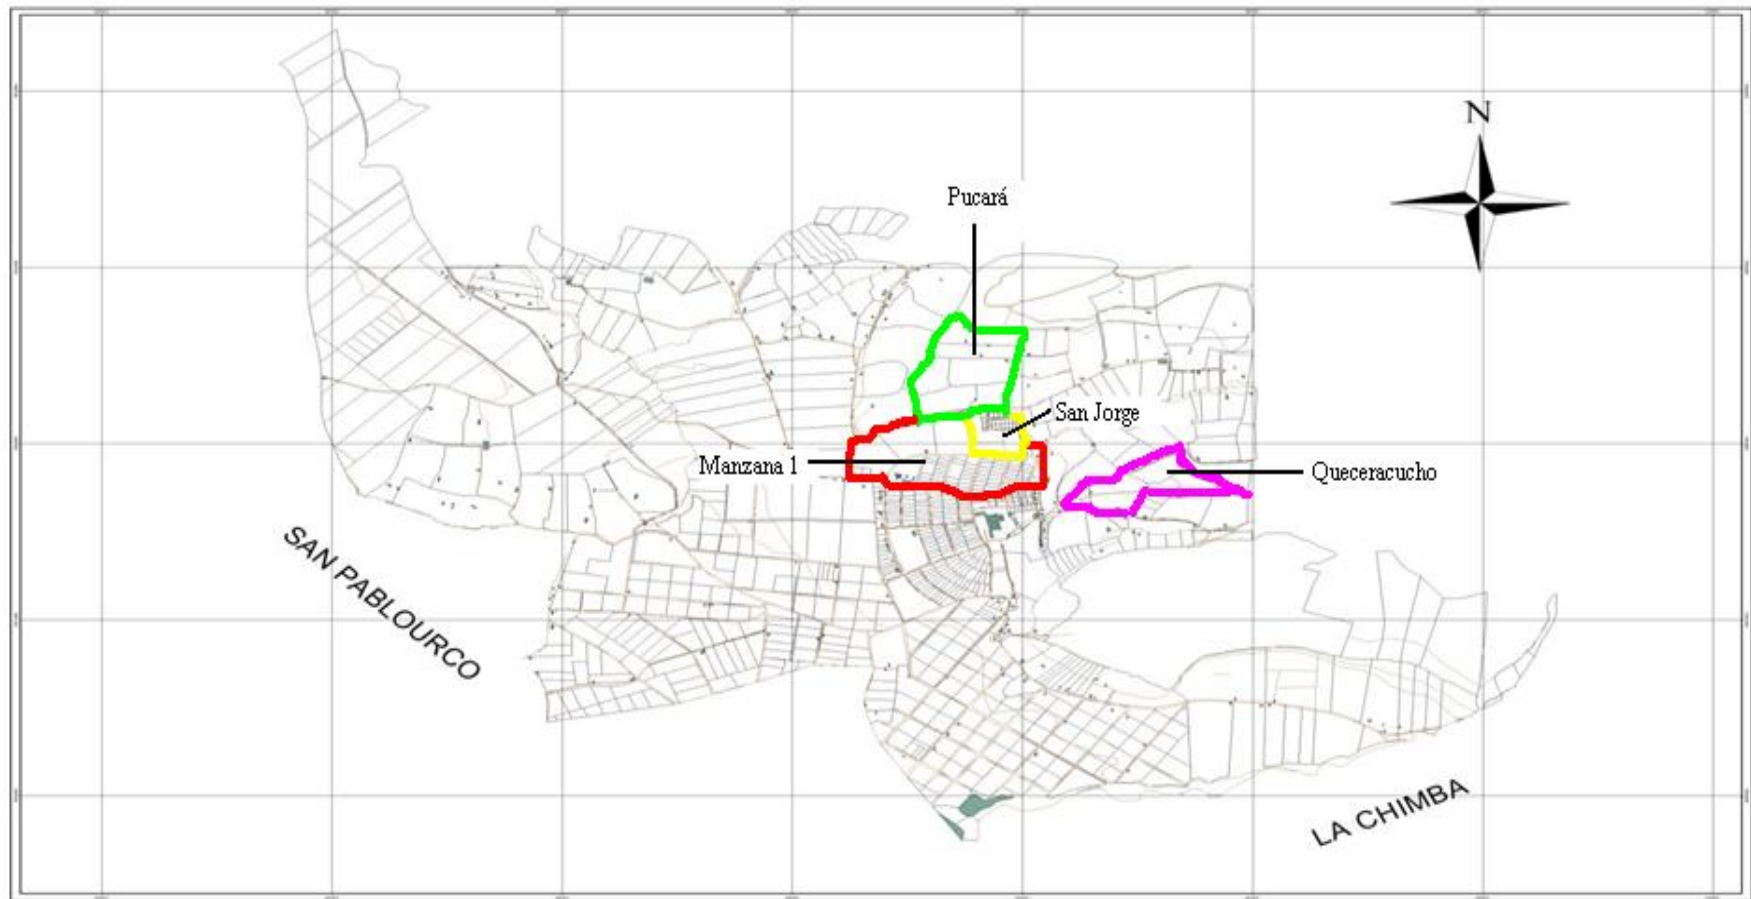 N
Pucará
San Jorge
Manzana 1
Queceracucho
SAN PABLOURCO
LA CHIMBA